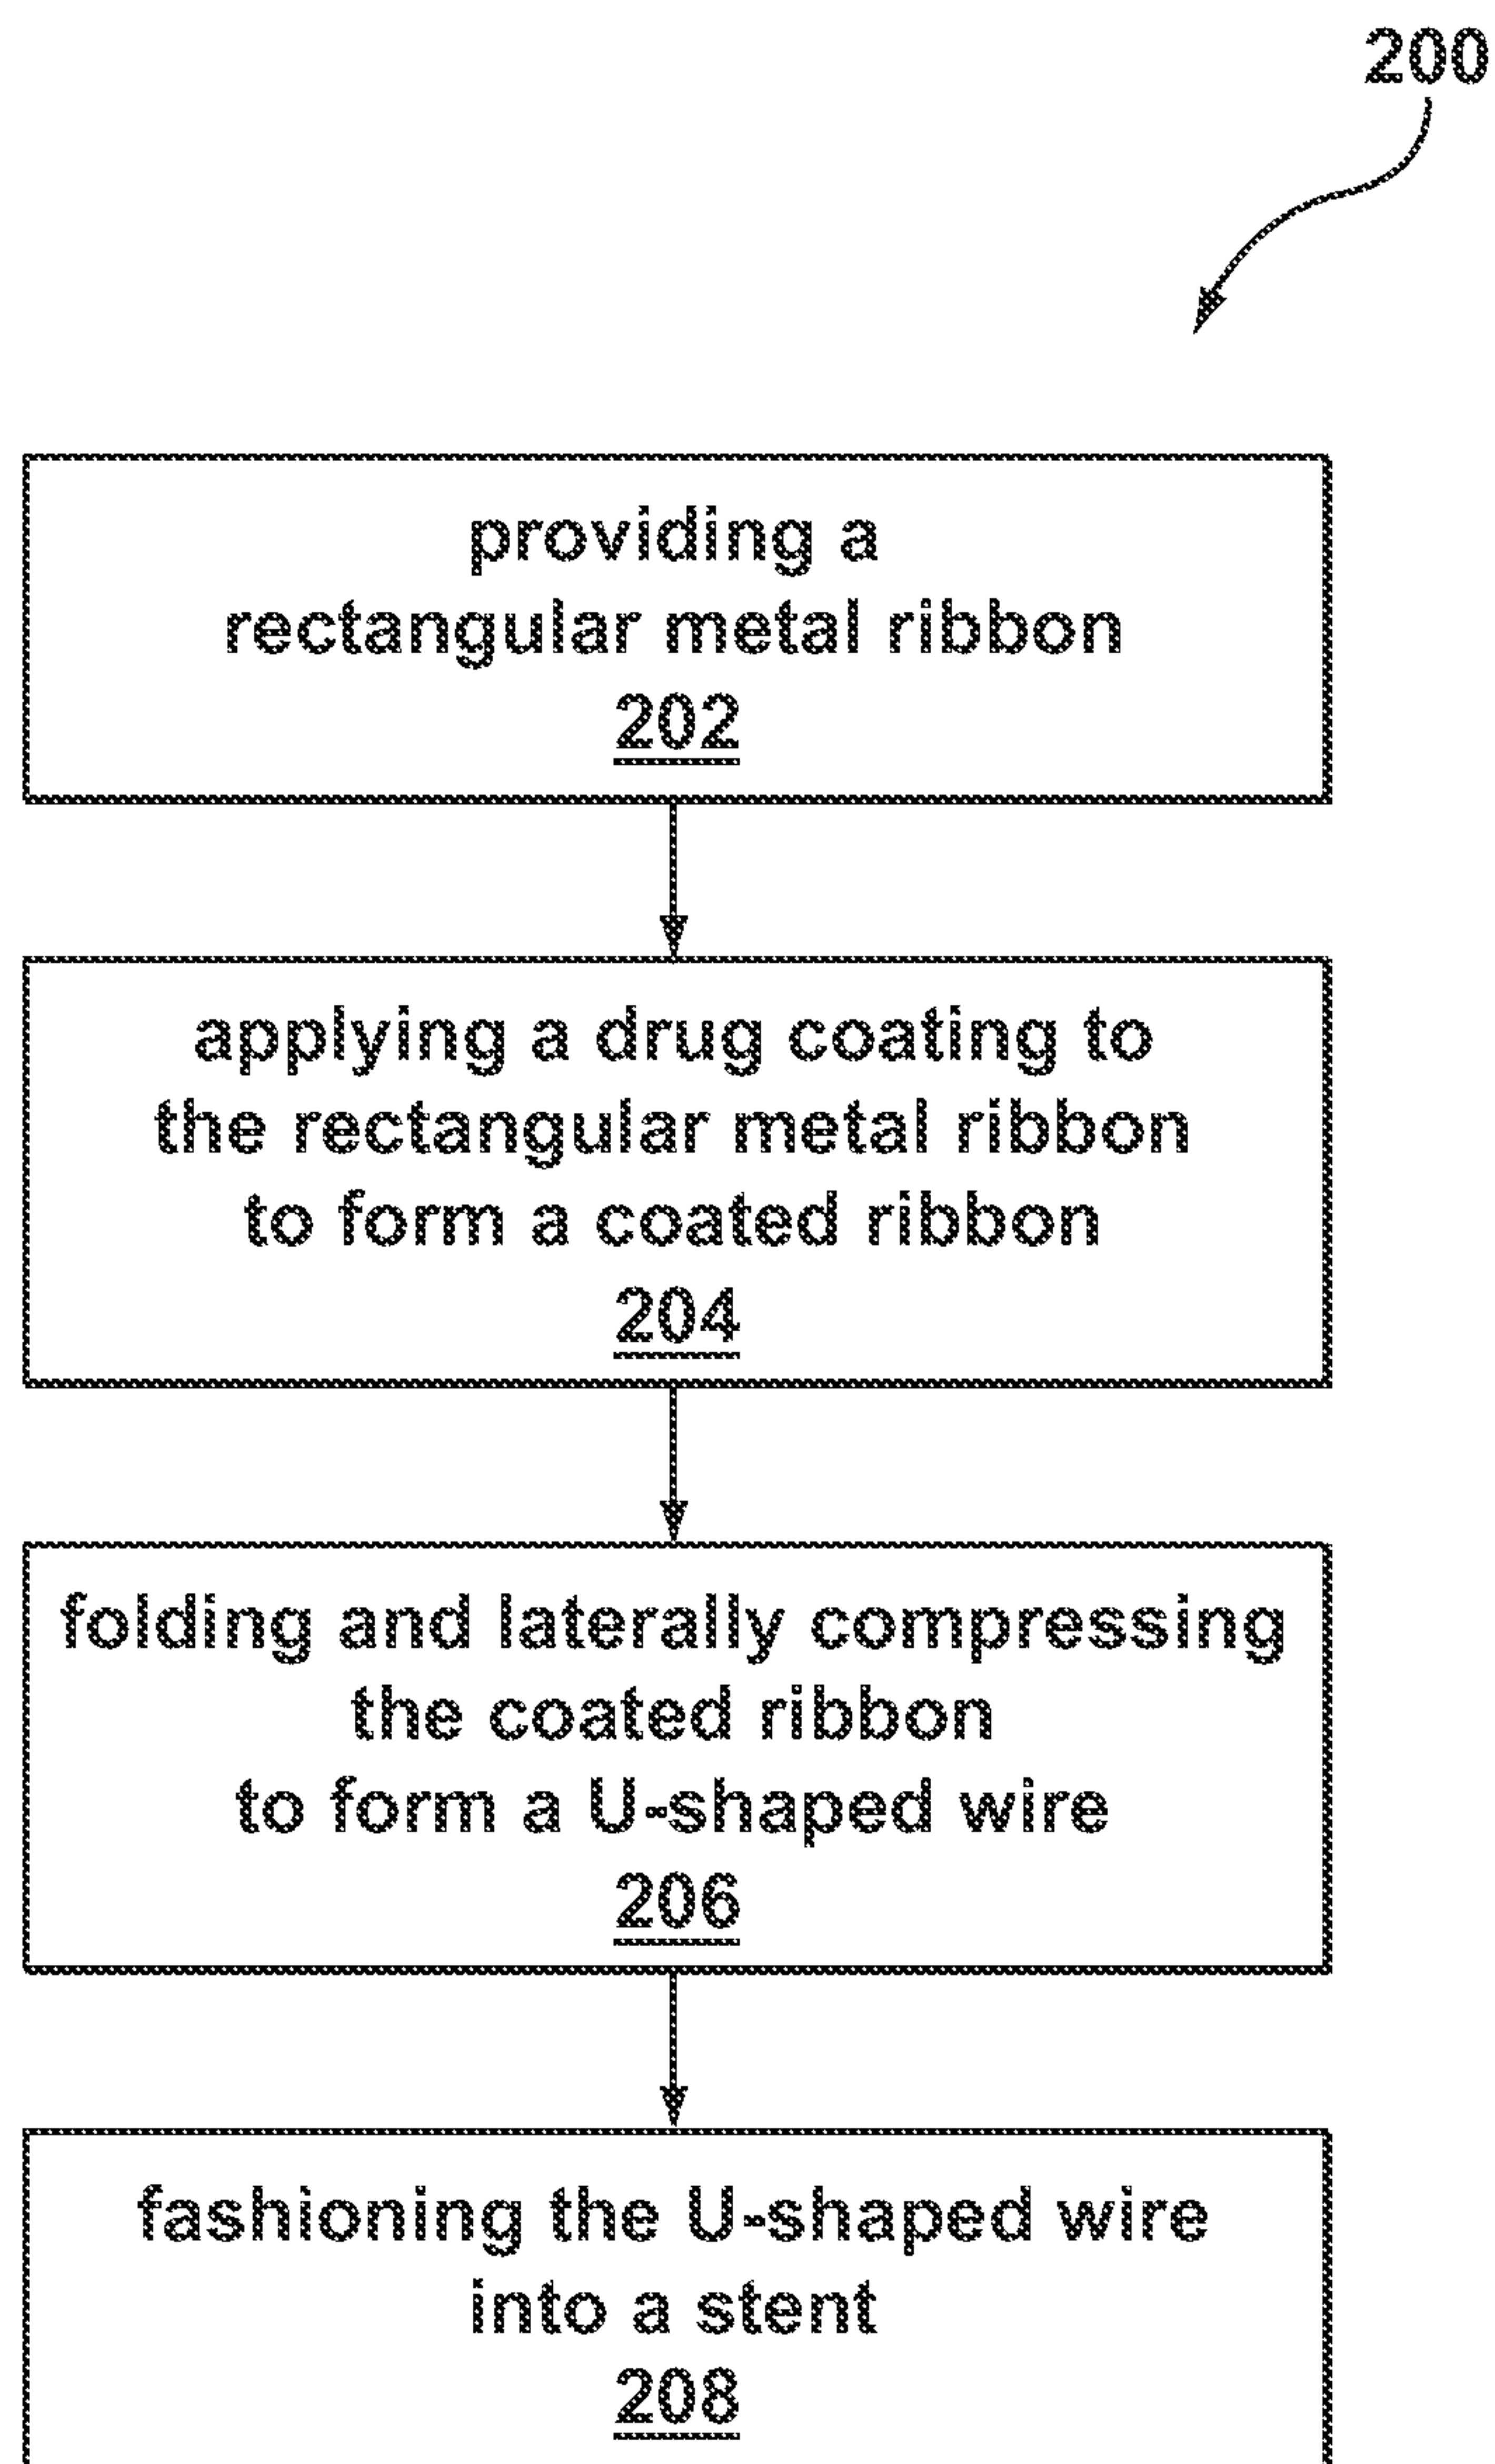 200
providing a
rectangular metal ribbon
202
applying a drug coating to
the rectangular metal ribbon
to form a coated ribbon
204
folding and laterally compressing
the coated ribbon
to form a U-shaped wire
206
fashioning the U-shaped wire
into a stent
208